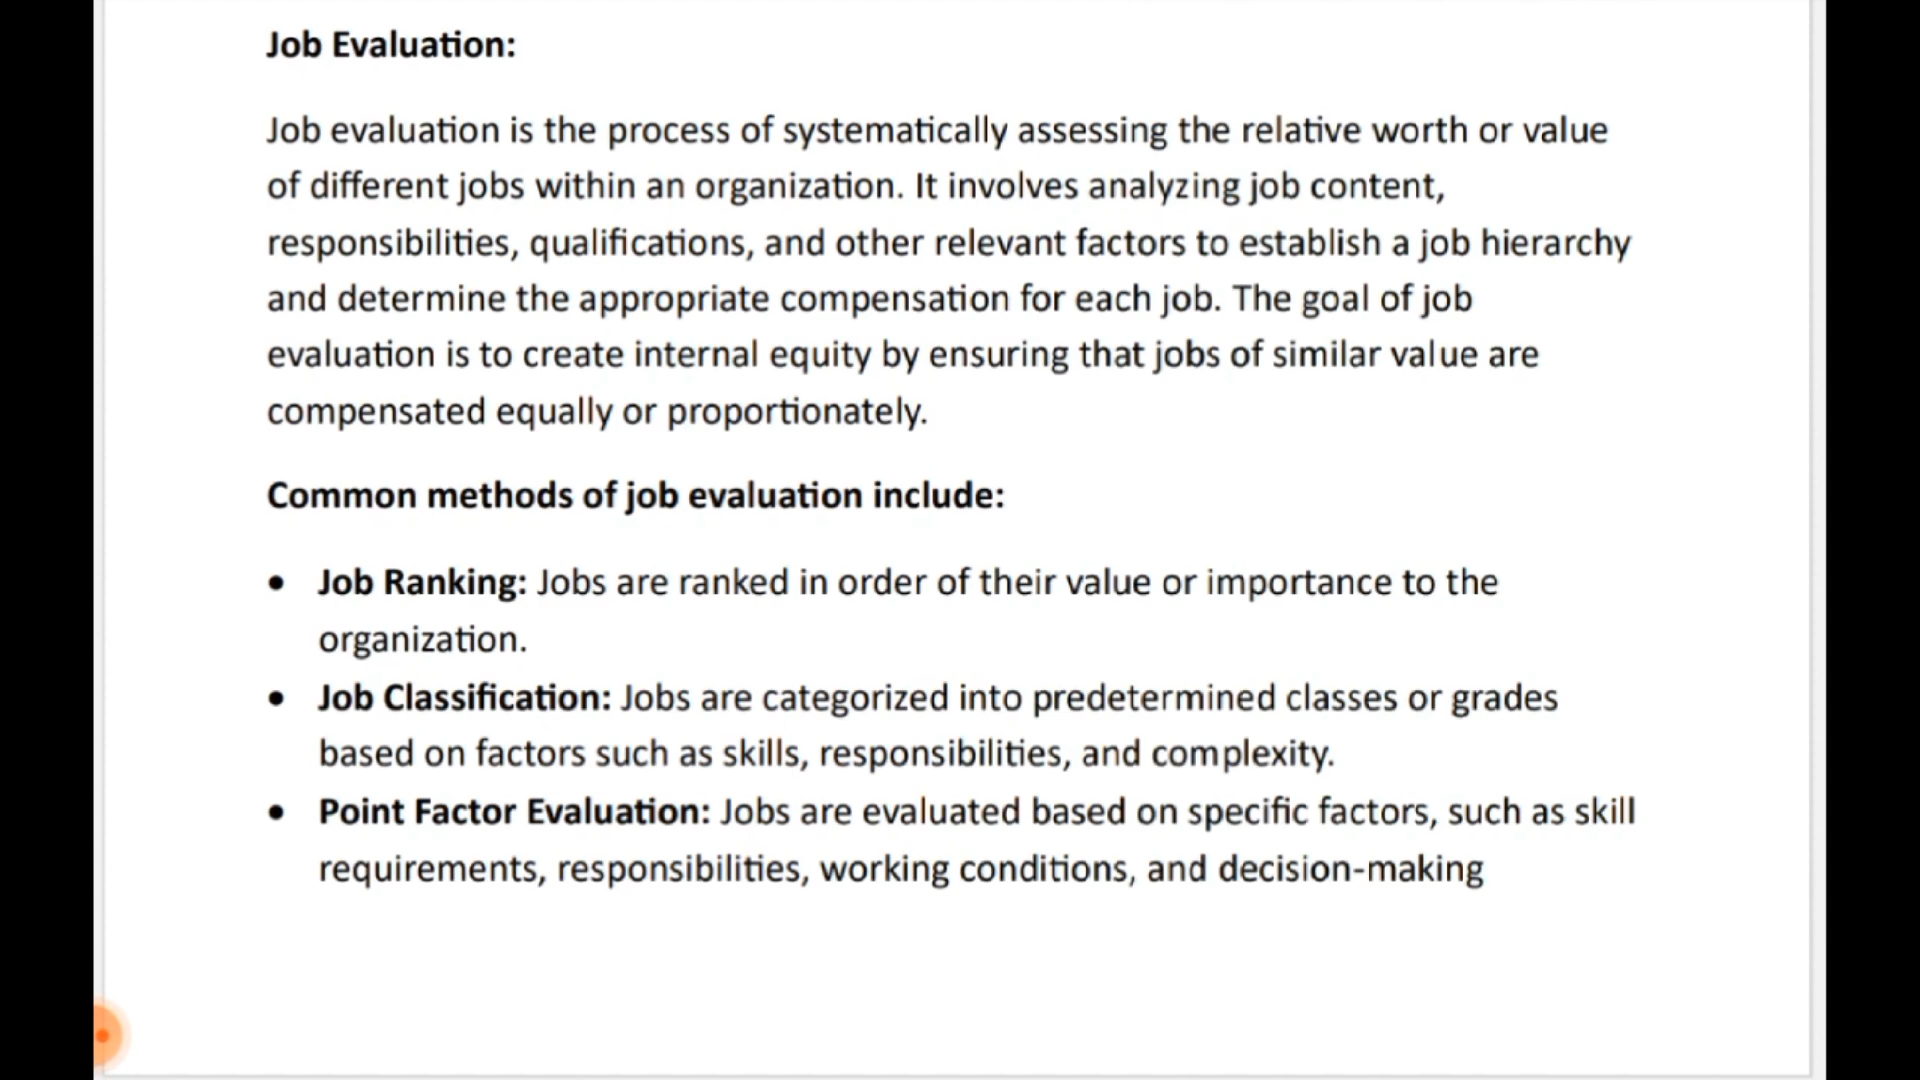 Job Evaluation:
Job evaluation is the process of systematically assessing the relative worth or value
of different jobs within an organization. It involves analyzing job content,
responsibilities, qualifications, and other relevant factors to establish a job hierarchy
and determine the appropriate compensation for each job. The goal of job
evaluation is to create internal equity by ensuring that jobs of similar value are
compensated equally or proportionately.
Common methods of job evaluation include:
• Job Ranking: Jobs are ranked in order of their value or importance to the
organization.
• Job Classification: Jobs are categorized into predetermined classes or grades
based on factors such as skills, responsibilities, and complexity.
• Point Factor Evaluation: Jobs are evaluated based on specific factors, such as skill
requirements, responsibilities, working conditions, and decision-making